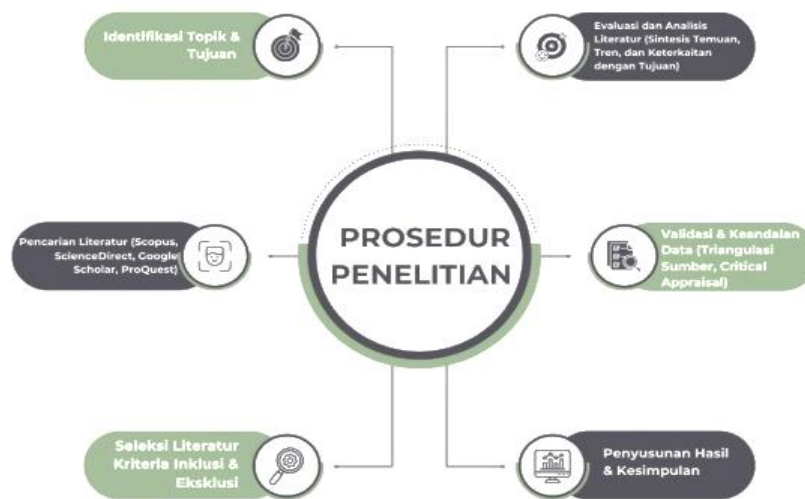 Identifikasi Topik &
Tujuan
Pencarian Literatur (Scopus,
ScienceDirect, Google
Scholar, ProQuest)
Seleksi Literatur
Kriteria Inklusi &
Eksklusi
PROSEDUR
PENELITIAN
Evaluasi dan Analisis
Literatur (Sintesis Temuan,
Tren, dan Keterkaitan
dengan Tujuan)
Validasi & Keandalan
Data (Triangulasi
Sumber, Critical
Appraisal)
Penyusunan Hasil
& Kesimpulan